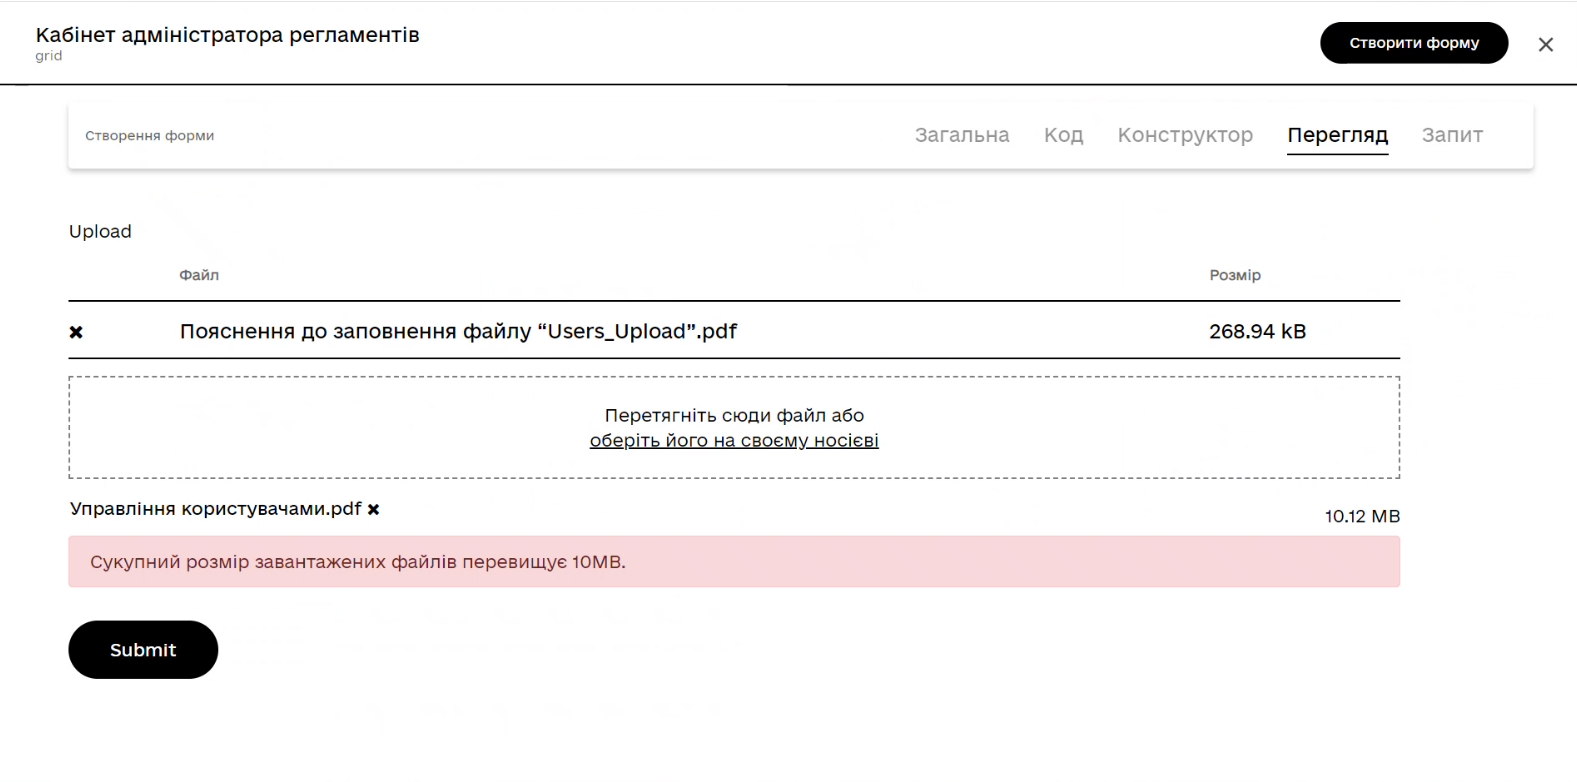 Кабінет адміністратора регламентів
grid
Створити форму
Створення форми
Загальна
Код
Конструктор
Перегляд
Запит
Upload
Файл
Розмір
Пояснення до заповнення файлу “Users_Upload”.pdf
268.94 kB
Перетягніть сюди файл або
оберіть його на своєму носієві
Управління користувачами.pdf
10.12 MB
Сукупний розмір завантажених файлів перевищує 10MB.
Submit